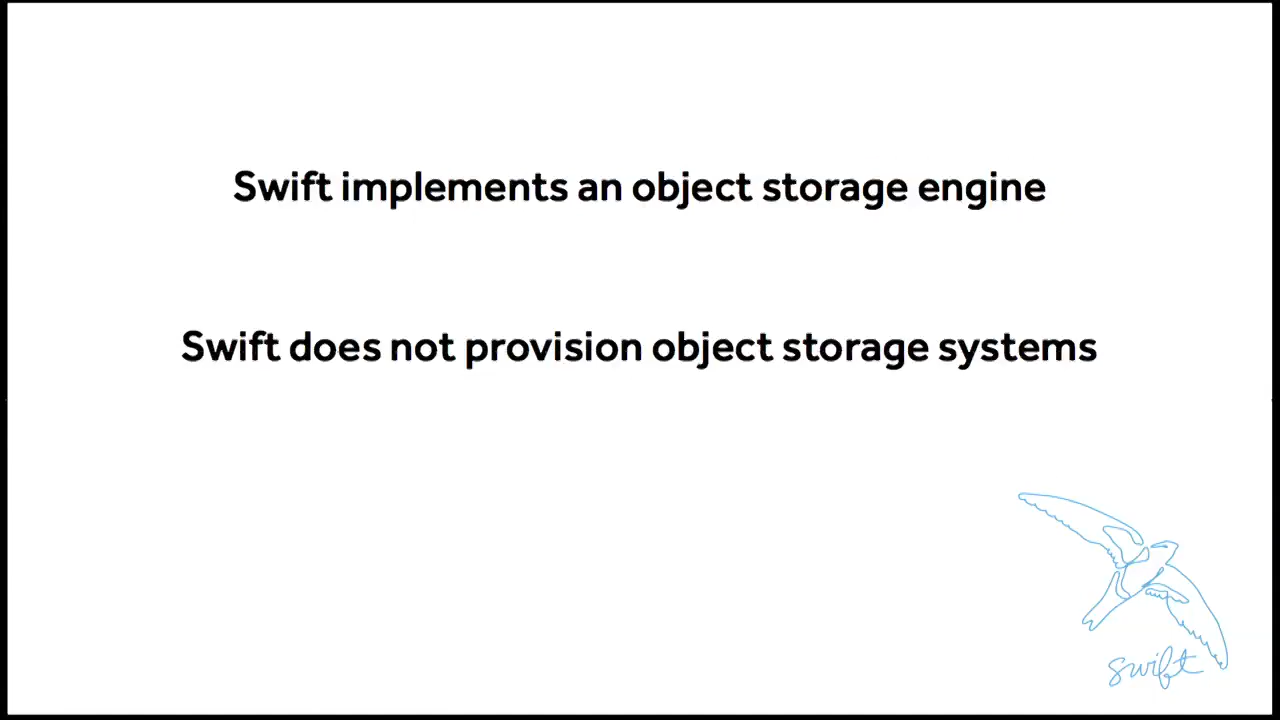 Swift implements an object storage engine
Swift does not provision object storage systems
swift